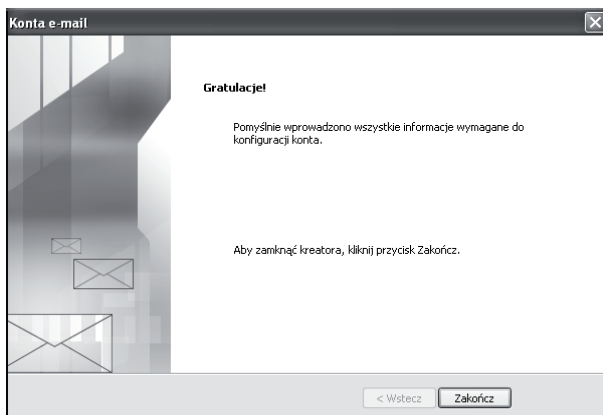 Konta e-mail
Gratulacje!
Pomyślnie wprowadzono wszystkie informacje wymagane do
konfiguracji konta.
Aby zamknąć kreatora, kliknij przycisk Zakończ.
< Wstecz
Zakończ